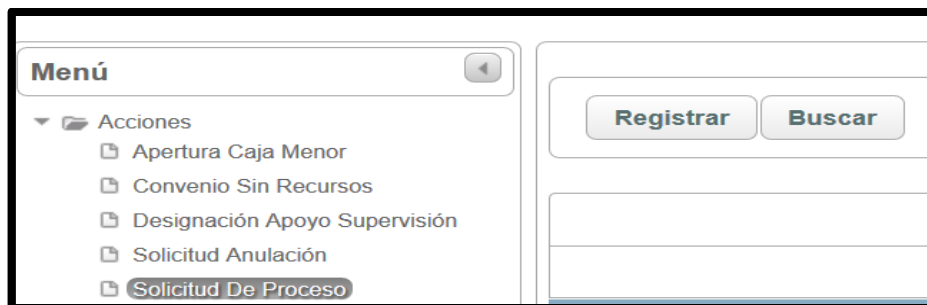 Menú
Registrar Buscar
Acciones
Apertura Caja Menor
Convenio Sin Recursos
Designación Apoyo Supervisión
Solicitud Anulación
Solicitud De Proceso